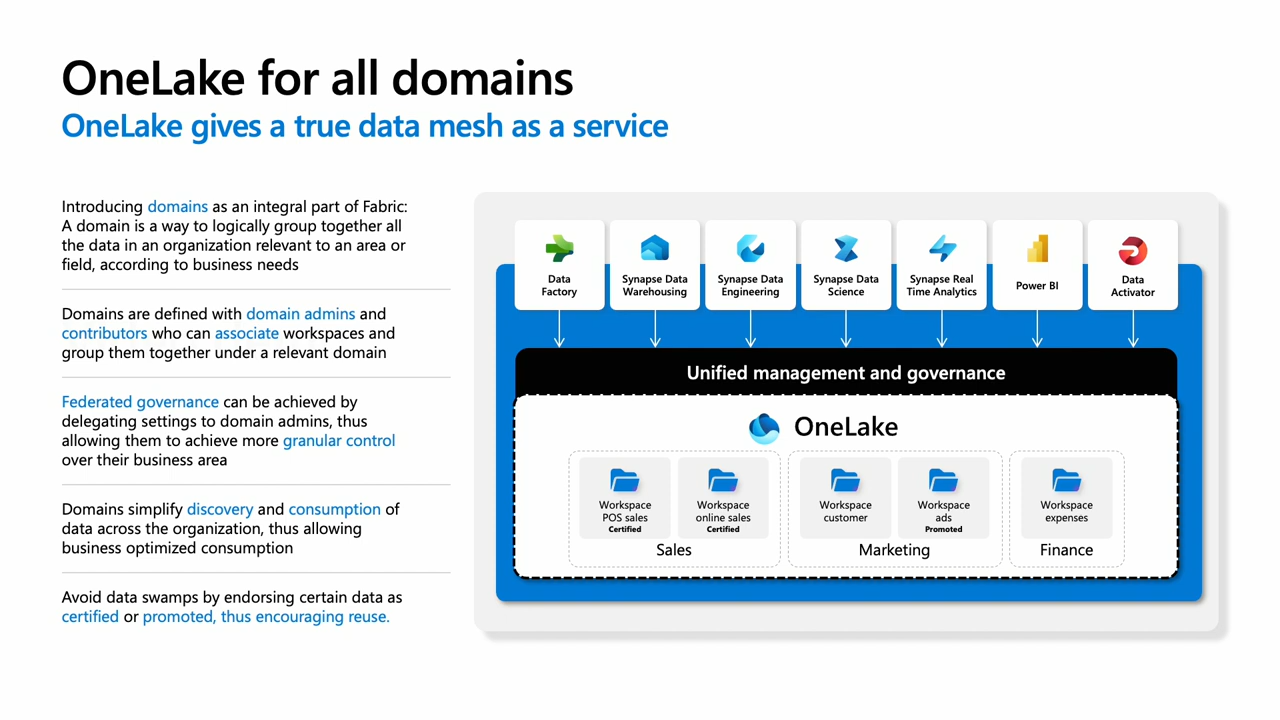 OneLake for all domains
OneLake gives a true data mesh as a service
Introducing domains as an integral part of Fabric:
A domain is a way to logically group together all
the data in an organization relevant to an area or
field, according to business needs
Domains are defined with domain admins and
contributors who can associate workspaces and
group them together under a relevant domain
Federated governance can be achieved by
delegating settings to domain admins, thus
allowing them to achieve more granular control
over their business area
Domains simplify discovery and consumption of
data across the organization, thus allowing
business optimized consumption
Avoid data swamps by endorsing certain data as
certified or promoted, thus encouraging reuse.
Data
Factory
Synapse Data
Warehousing
Synapse Data
Engineering
Synapse Data
Science
Synapse Real
Time Analytics
Power BI
Data
Activator
Unified management and governance
OneLake
Workspace
POS sales
Certified
Workspace
online sales
Certified
Sales
Workspace
customer
Workspace
ads
Promoted
Marketing
Workspace
expenses
Finance